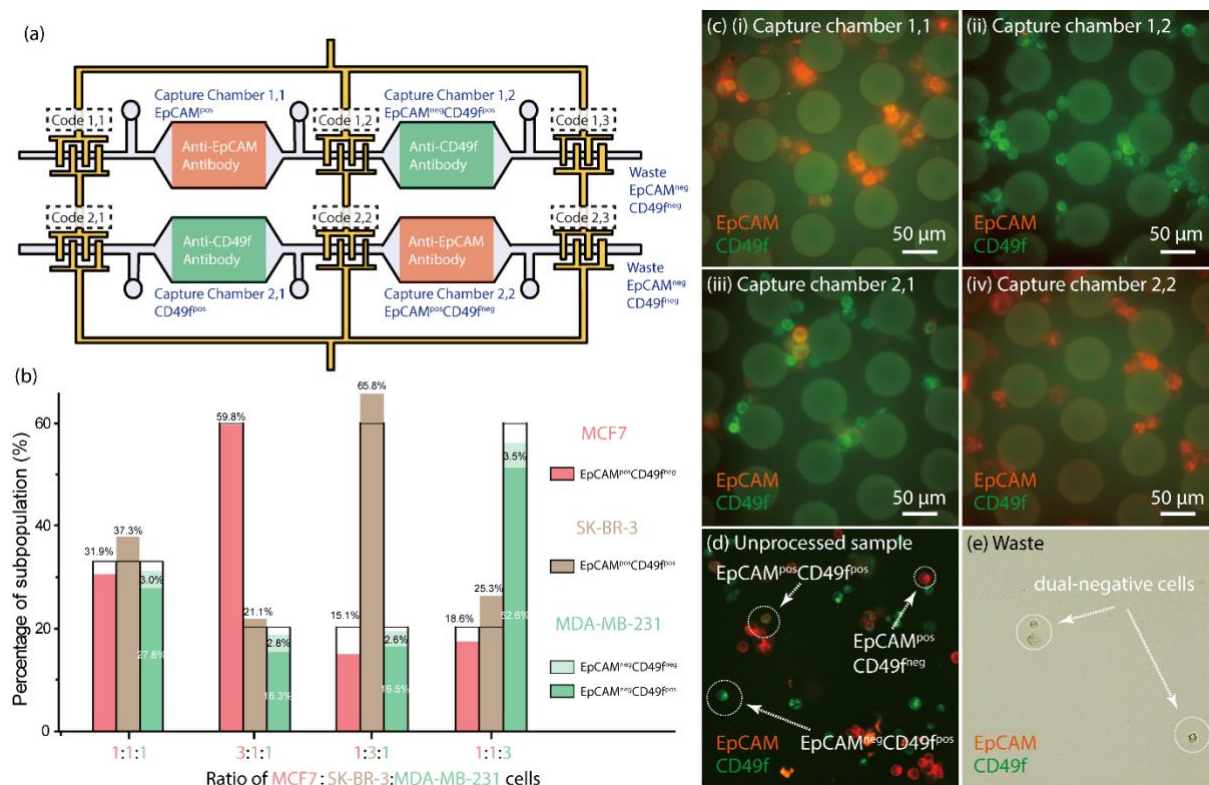 (a)
Capture Chamber 1,1
EpCAMpos
Capture Chamber 1,2
EpCAMnegCD49fpos
Code 1,1
Code 1,2
Code 1,3
Anti-EpCAM
Antibody
Anti-CD49f
Antibody
Waste
EpCAMneg
CD49fneg
Code 2,1
Code 2,2
Code 2,3
Anti-CD49f
Antibody
Anti-EpCAM
Antibody
Waste
EpCAMneg
CD49fneg
Capture Chamber 2,1
CD49fpos
Capture Chamber 2,2
EpCAMposCD49fneg
(b)
Percentage of subpopulation (%)
60
40
20
0
31.9%
37.3%
3.0%
27.8%
59.8%
21.1%
2.8%
16.3%
15.1%
65.8%
2.6%
16.5%
18.6%
25.3%
3.5%
52.6%
MCF7
EpCAMposCD49fneg
SK-BR-3
EpCAMposCD49fpos
MDA-MB-231
EpCAMnegCD49fneg
EpCAMnegCD49fpos
1:1:1
3:1:1
1:3:1
1:1:3
Ratio of MCF7:SK-BR-3:MDA-MB-231 cells
(c) (i) Capture chamber 1,1
EpCAM
CD49f
50 μm
(ii) Capture chamber 1,2
EpCAM
CD49f
50 μm
(iii) Capture chamber 2,1
EpCAM
CD49f
50 μm
(iv) Capture chamber 2,2
EpCAM
CD49f
50 μm
(d) Unprocessed sample
EpCAMposCD49fpos
EpCAMpos
CD49fneg
EpCAMnegCD49fpos
EpCAM
CD49f
(e) Waste
dual-negative cells
EpCAM
CD49f